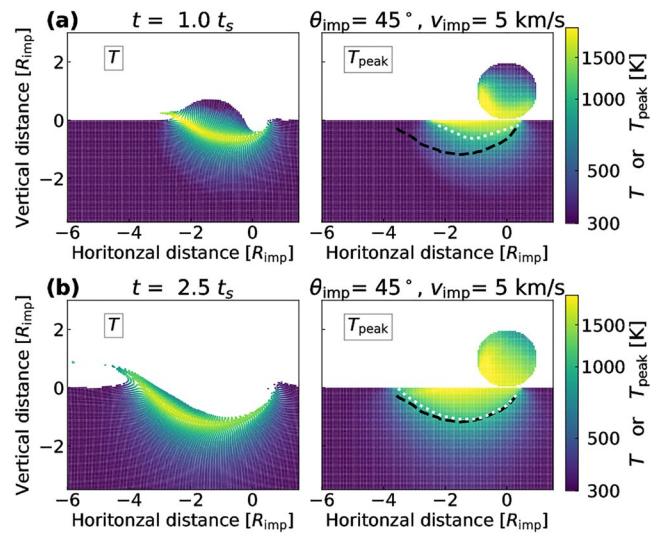 (a) t = 1.0 t_s
θ_imp = 45°, v_imp = 5 km/s
T
T_peak
Vertical distance [R_imp]
2
0
−2
−6 −4 −2 0
Horitonzal distance [R_imp]
−6 −4 −2 0
Horitonzal distance [R_imp]
1500
1000
500
300
T or T_peak [K]
(b) t = 2.5 t_s
θ_imp = 45°, v_imp = 5 km/s
T
T_peak
Vertical distance [R_imp]
2
0
−2
−6 −4 −2 0
Horitonzal distance [R_imp]
−6 −4 −2 0
Horitonzal distance [R_imp]
1500
1000
500
300
T or T_peak [K]